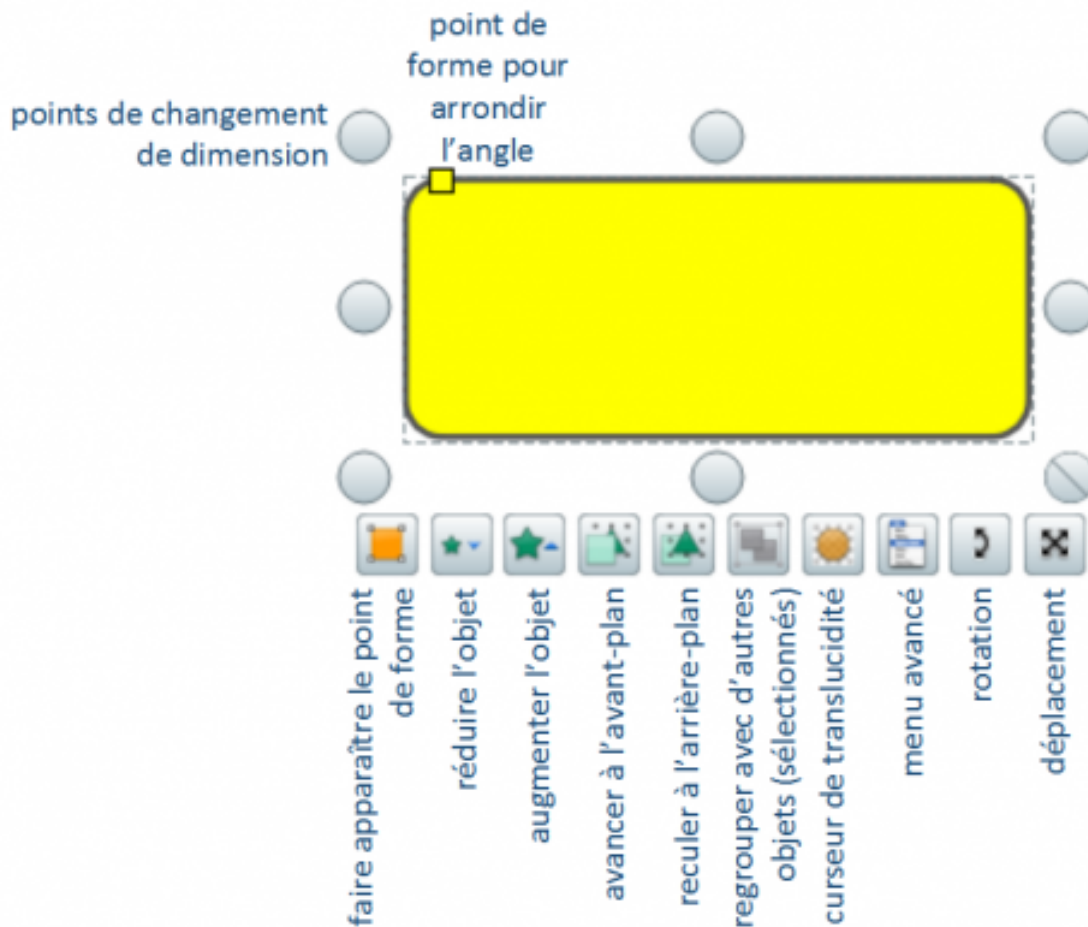 point de
forme pour
arrondir
l'angle
points de changement
de dimension
faire apparaître le point
de forme
réduire l'objet
augmenter l'objet
avancer à l'avant-plan
reculer à l'arrière-plan
regrouper avec d'autres
objets (sélectionnés)
curseur de translucidité
menu avancé
rotation
déplacement